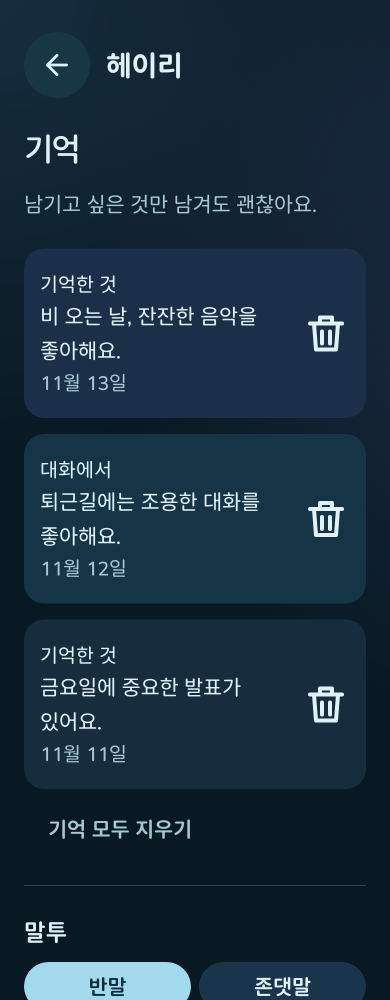 헤이리
기억
남기고 싶은 것만 남겨도 괜찮아요.
기억한 것
비 오는 날, 잔잔한 음악을
좋아해요.
11월 13일
대화에서
퇴근길에는 조용한 대화를
좋아해요.
11월 12일
기억한 것
금요일에 중요한 발표가
있어요.
11월 11일
기억 모두 지우기
말투
반말
존댓말